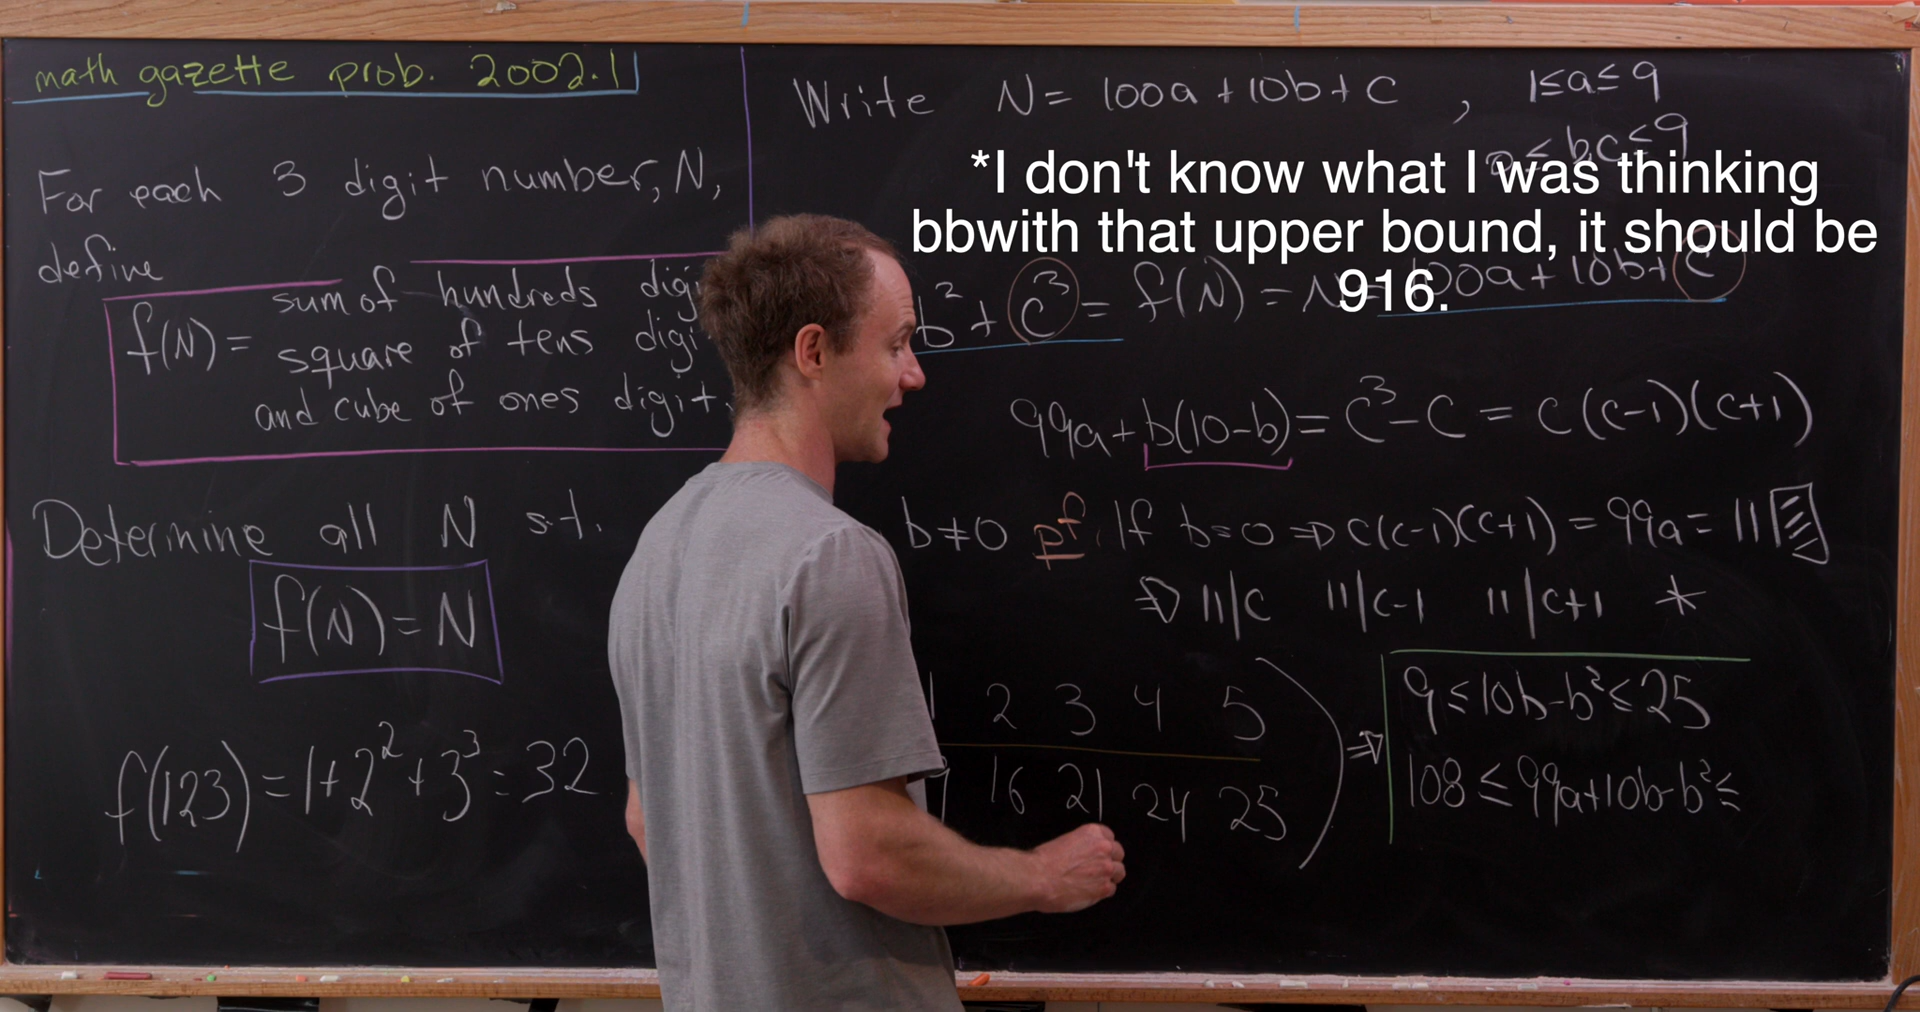 math gazette prob. 2002.1
For each 3 digit number, N,
define
f(N) = sum of hundreds digi
square of tens digi
and cube of ones digit.
Determine all N s.t.
f(N) = N
f(123) = 1+2²+3³ = 32
Write N = 100a + 10b + c , 1≤a≤9
0≤b,c≤9
*I don't know what I was thinking
bbwith that upper bound, it should be
916.
b² + c³ = f(N) = N = 100a + 10b + c
99a + b(10-b) = c³-c = c(c-1)(c+1)
b≠0 pf. If b=0 ⇒ c(c-1)(c+1) = 99a = 11
⇒ 11|c 11|c-1 11|c+1 *
1 2 3 4 5
9 16 21 24 25
⇒
9 ≤ 10b-b² ≤ 25
108 ≤ 99a+10b-b² ≤